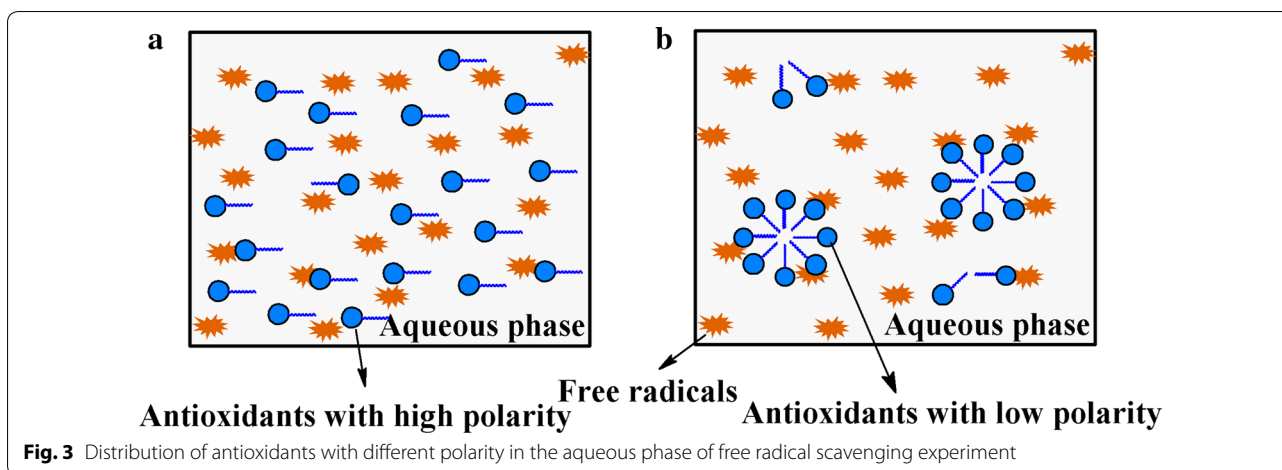 a
b
Aqueous phase
Aqueous phase
Free radicals
Antioxidants with high polarity
Antioxidants with low polarity
Fig. 3 Distribution of antioxidants with different polarity in the aqueous phase of free radical scavenging experiment